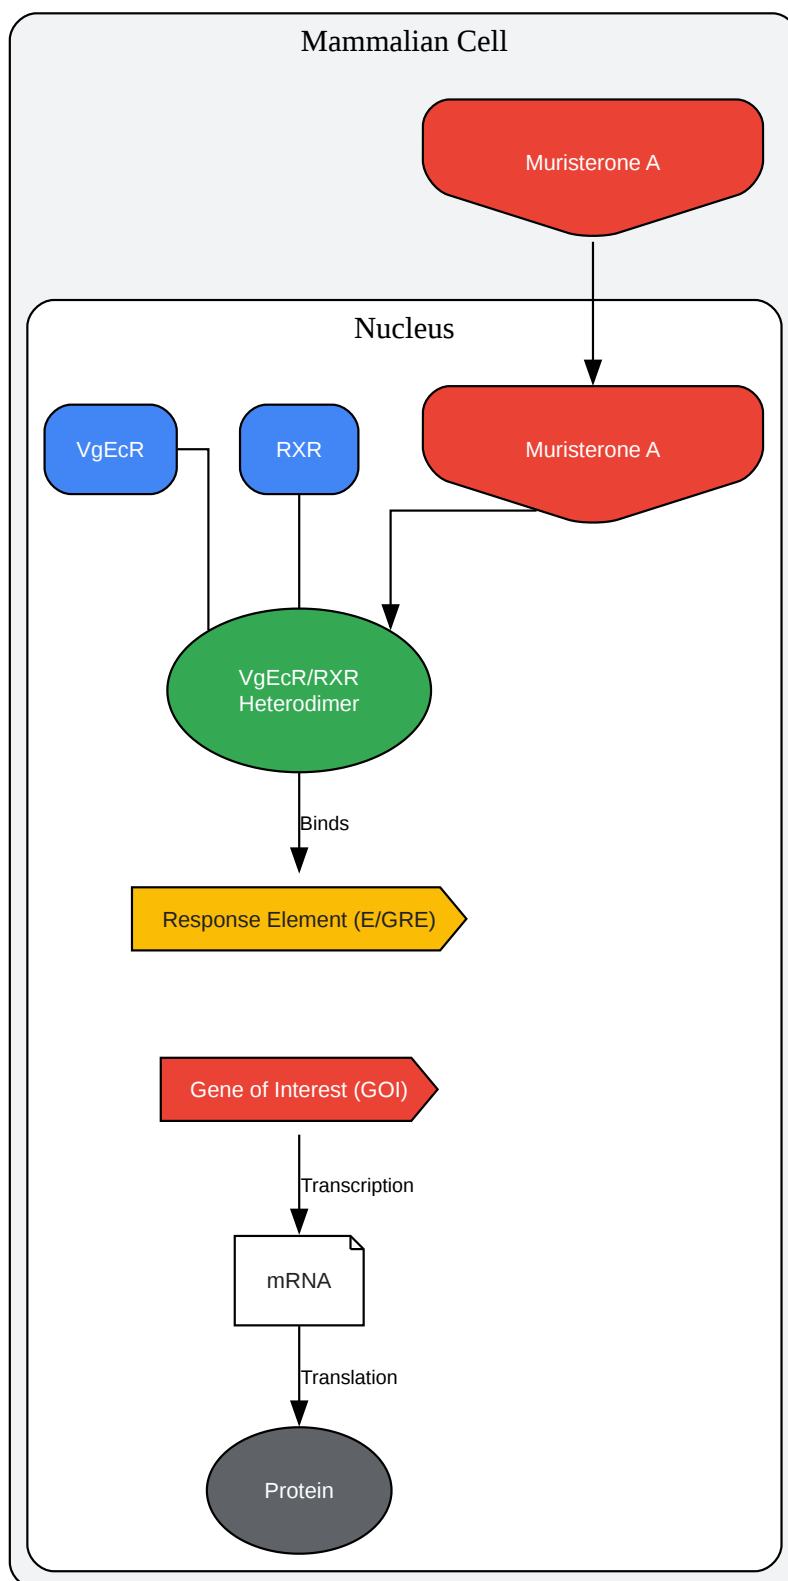 Mammalian Cell
Muristerone A
Nucleus
VgEcR
RXR
Muristerone A
VgEcR/RXR
Heterodimer
Binds
Response Element (E/GRE)
Gene of Interest (GOI)
Transcription
mRNA
Translation
Protein